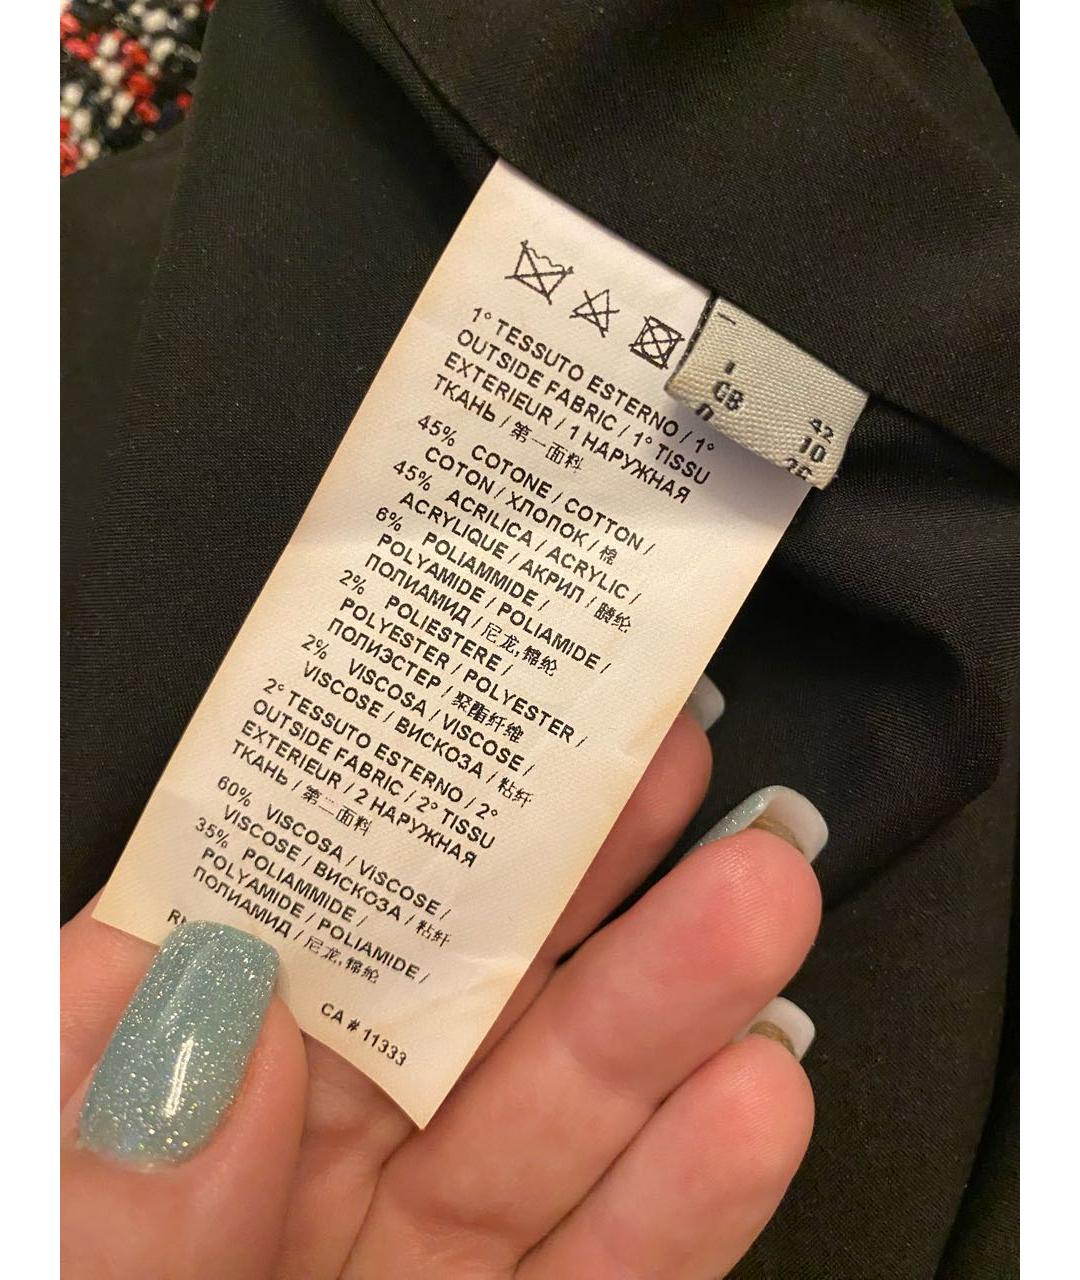 1° TESSUTO ESTERNO / 1°
OUTSIDE FABRIC / 1° TISSU
EXTERIEUR / 1 НАРУЖНАЯ
ТКАНЬ / 第一面料
45% COTONE / COTTON /
COTON / ХЛОПОК / 棉
45% ACRILICA / ACRYLIC /
ACRYLIQUE / АКРИЛ / 腈纶
6% POLIAMMIDE /
POLYAMIDE / POLIAMIDE /
ПОЛИАМИД / 尼龙,锦纶
2% POLIESTERE /
POLYESTER / POLYESTER /
ПОЛИЭСТЕР / 聚酯纤维
2% VISCOSA / VISCOSE /
VISCOSE / ВИСКОЗА / 粘纤
2° TESSUTO ESTERNO / 2°
OUTSIDE FABRIC / 2° TISSU
EXTERIEUR / 2 НАРУЖНАЯ
ТКАНЬ / 第二面料
60% VISCOSA / VISCOSE /
VISCOSE / ВИСКОЗА / 粘纤
35% POLIAMMIDE /
POLYAMIDE / POLIAMIDE /
ПОЛИАМИД / 尼龙,锦纶
CA # 11333
I 42
GB 10